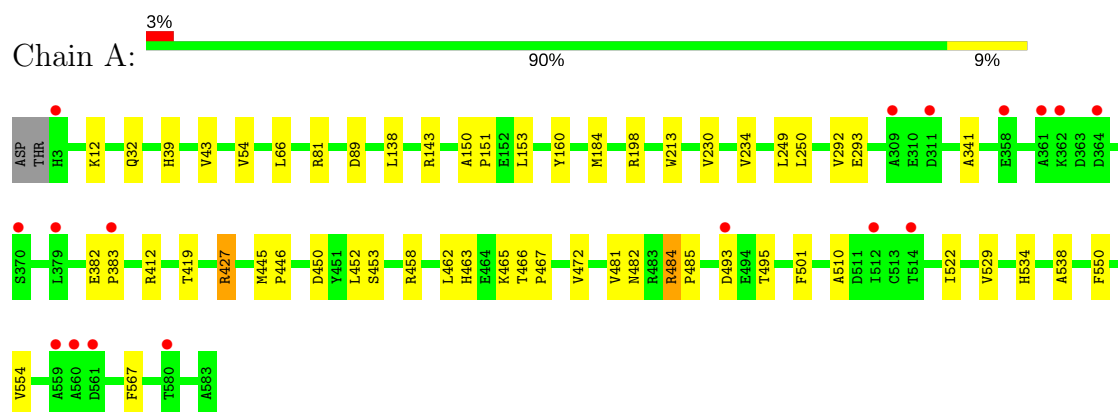 3%
Chain A:
90% 9%
ASP THR H3 K12 Q32 H39 V43 V54 L66 R81 D89 L138 R143 A150 P151 E152 L153 Y160 M184 R198 W213 V230 V234 L249 L250 V292 E293 A309 E310 D311 A341 E358 A361 K362 D363 D364
S370 L379 E382 P383 R412 T419 R427 M445 P446 D450 Y451 L452 S453 R458 L462 H463 E464 K465 T466 P467 V472 V481 N482 R483 R484 P485 D493 E494 T495 F501 A510 D511 I512 C513 T514 I522 V529 H534 A538 F550
V554 A559 A560 D561 F567 T580 A583